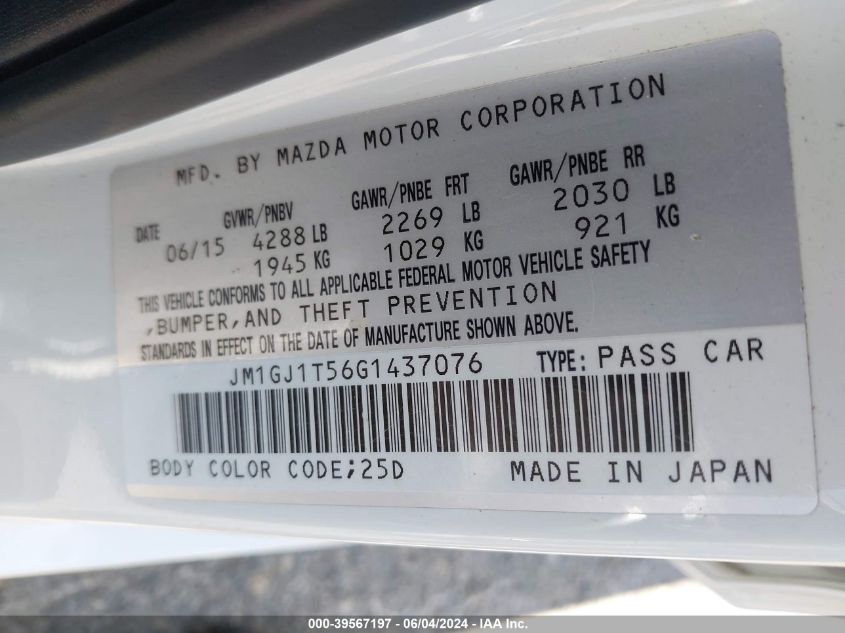 MFD. BY MAZDA MOTOR CORPORATION
DATE GVWR/PNBV GAWR/PNBE FRT GAWR/PNBE RR
06/15 4288 LB 2269 LB 2030 LB
1945 KG 1029 KG 921 KG
THIS VEHICLE CONFORMS TO ALL APPLICABLE FEDERAL MOTOR VEHICLE SAFETY
,BUMPER,AND THEFT PREVENTION
STANDARDS IN EFFECT ON THE DATE OF MANUFACTURE SHOWN ABOVE.
JM1GJ1T56G1437076 TYPE: PASS CAR
BODY COLOR CODE;25D MADE IN JAPAN
000-39567197 - 06/04/2024 - IAA Inc.